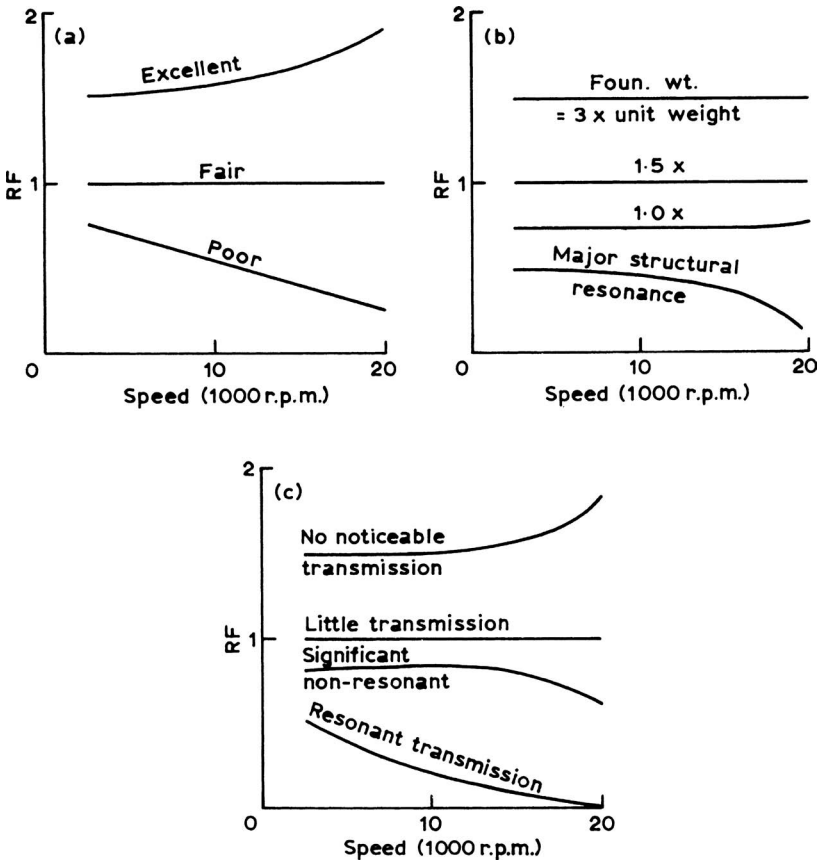 (a)
2
Excellent
Fair
1
RF
Poor
0
10
20
Speed (1000 r.p.m.)
(b)
2
Foun. wt.
= 3 x unit weight
1·5 x
1
RF
1·0 x
Major structural
resonance
0
10
20
Speed (1000 r.p.m.)
(c)
2
No noticeable
transmission
Little transmission
1
RF
Significant
non-resonant
Resonant transmission
0
10
20
Speed (1000 r.p.m.)